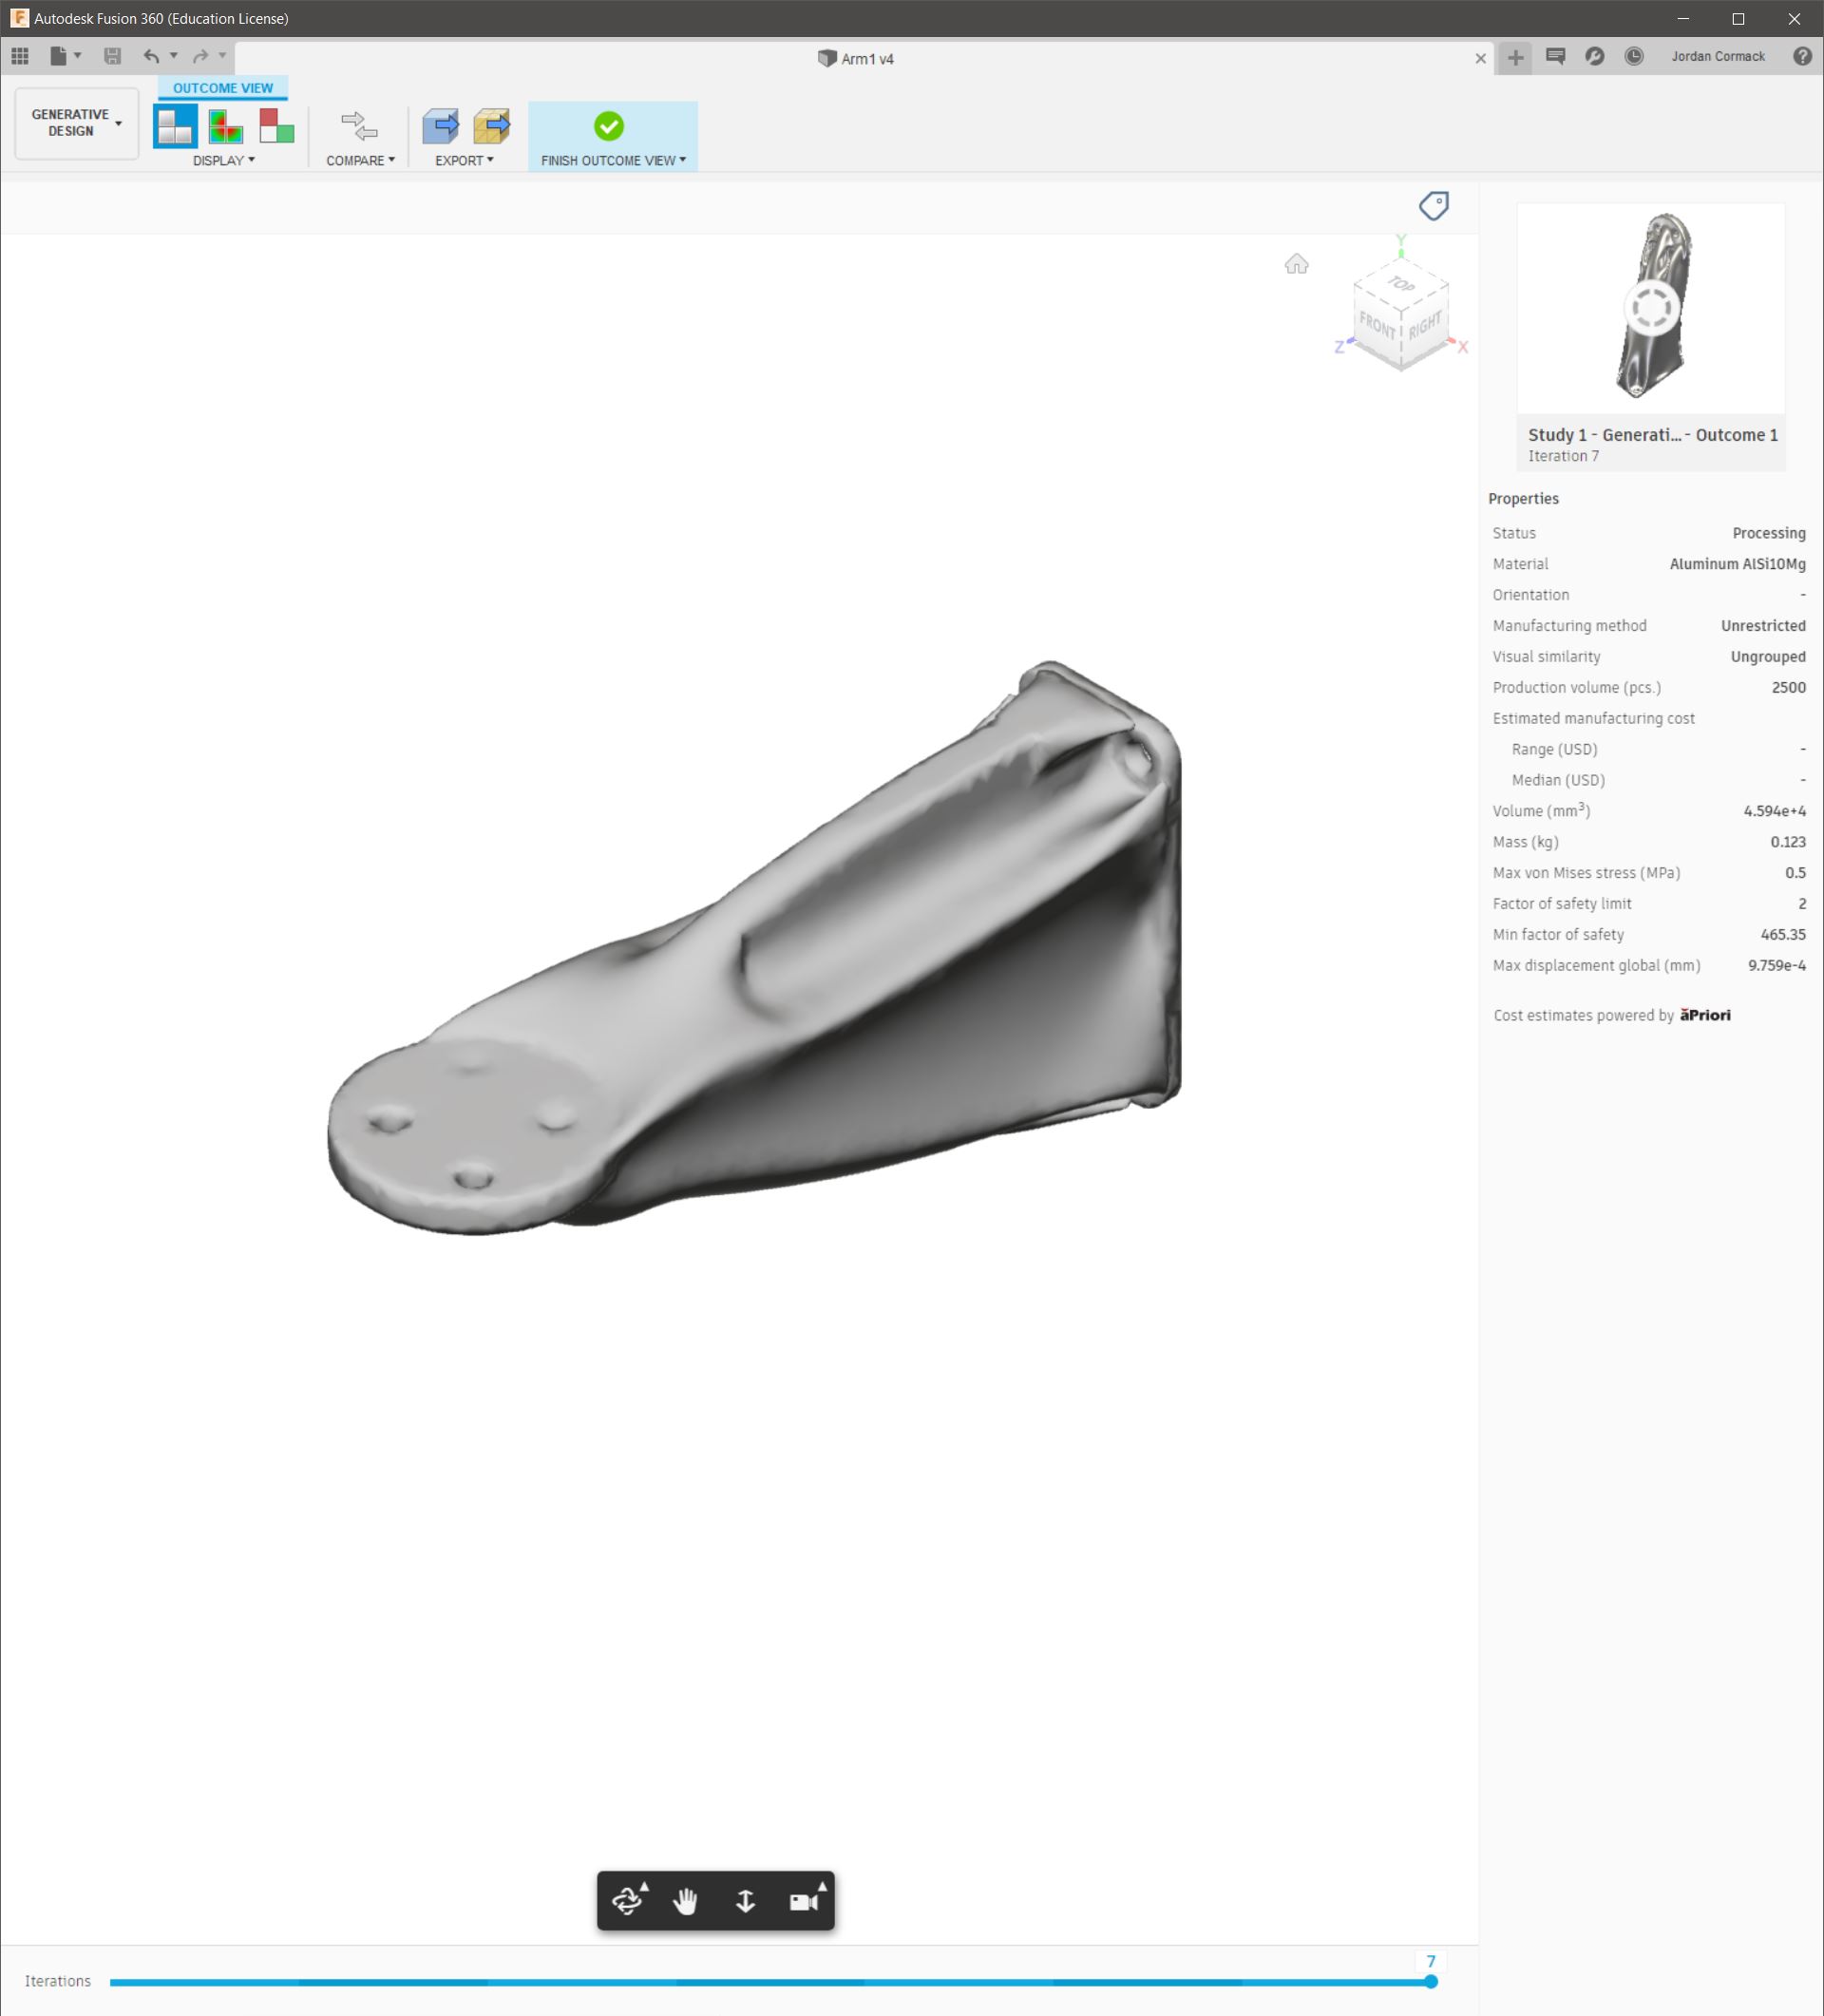 Autodesk Fusion 360 (Education License)
Arm1 v4
Jordan Cormack
OUTCOME VIEW
GENERATIVE
DESIGN
DISPLAY
COMPARE
EXPORT
FINISH OUTCOME VIEW
Y
TOP
FRONT
RIGHT
Z
X
Study 1 - Generati... - Outcome 1
Iteration 7
Properties
Status Processing
Material Aluminum AlSi10Mg
Orientation -
Manufacturing method Unrestricted
Visual similarity Ungrouped
Production volume (pcs.) 2500
Estimated manufacturing cost
Range (USD) -
Median (USD) -
Volume (mm³) 4.594e+4
Mass (kg) 0.123
Max von Mises stress (MPa) 0.5
Factor of safety limit 2
Min factor of safety 465.35
Max displacement global (mm) 9.759e-4
Cost estimates powered by aPriori
7
Iterations